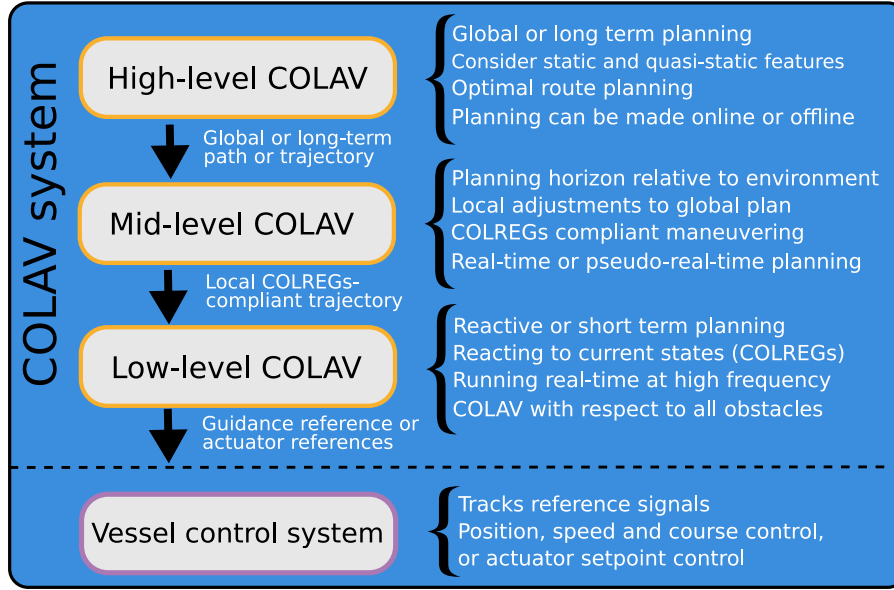 COLAV system
High-level COLAV
Global or long term planning
Consider static and quasi-static features
Optimal route planning
Planning can be made online or offline
Global or long-term
path or trajectory
Mid-level COLAV
Planning horizon relative to environment
Local adjustments to global plan
COLREGs compliant maneuvering
Real-time or pseudo-real-time planning
Local COLREGs-
compliant trajectory
Low-level COLAV
Reactive or short term planning
Reacting to current states (COLREGs)
Running real-time at high frequency
COLAV with respect to all obstacles
Guidance reference or
actuator references
Vessel control system
Tracks reference signals
Position, speed and course control,
or actuator setpoint control